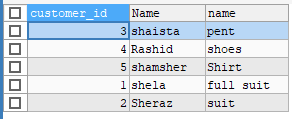 customer_id Name name
3 shaista pent
4 Rashid shoes
5 shamsher Shirt
1 shela full suit
2 Sheraz suit